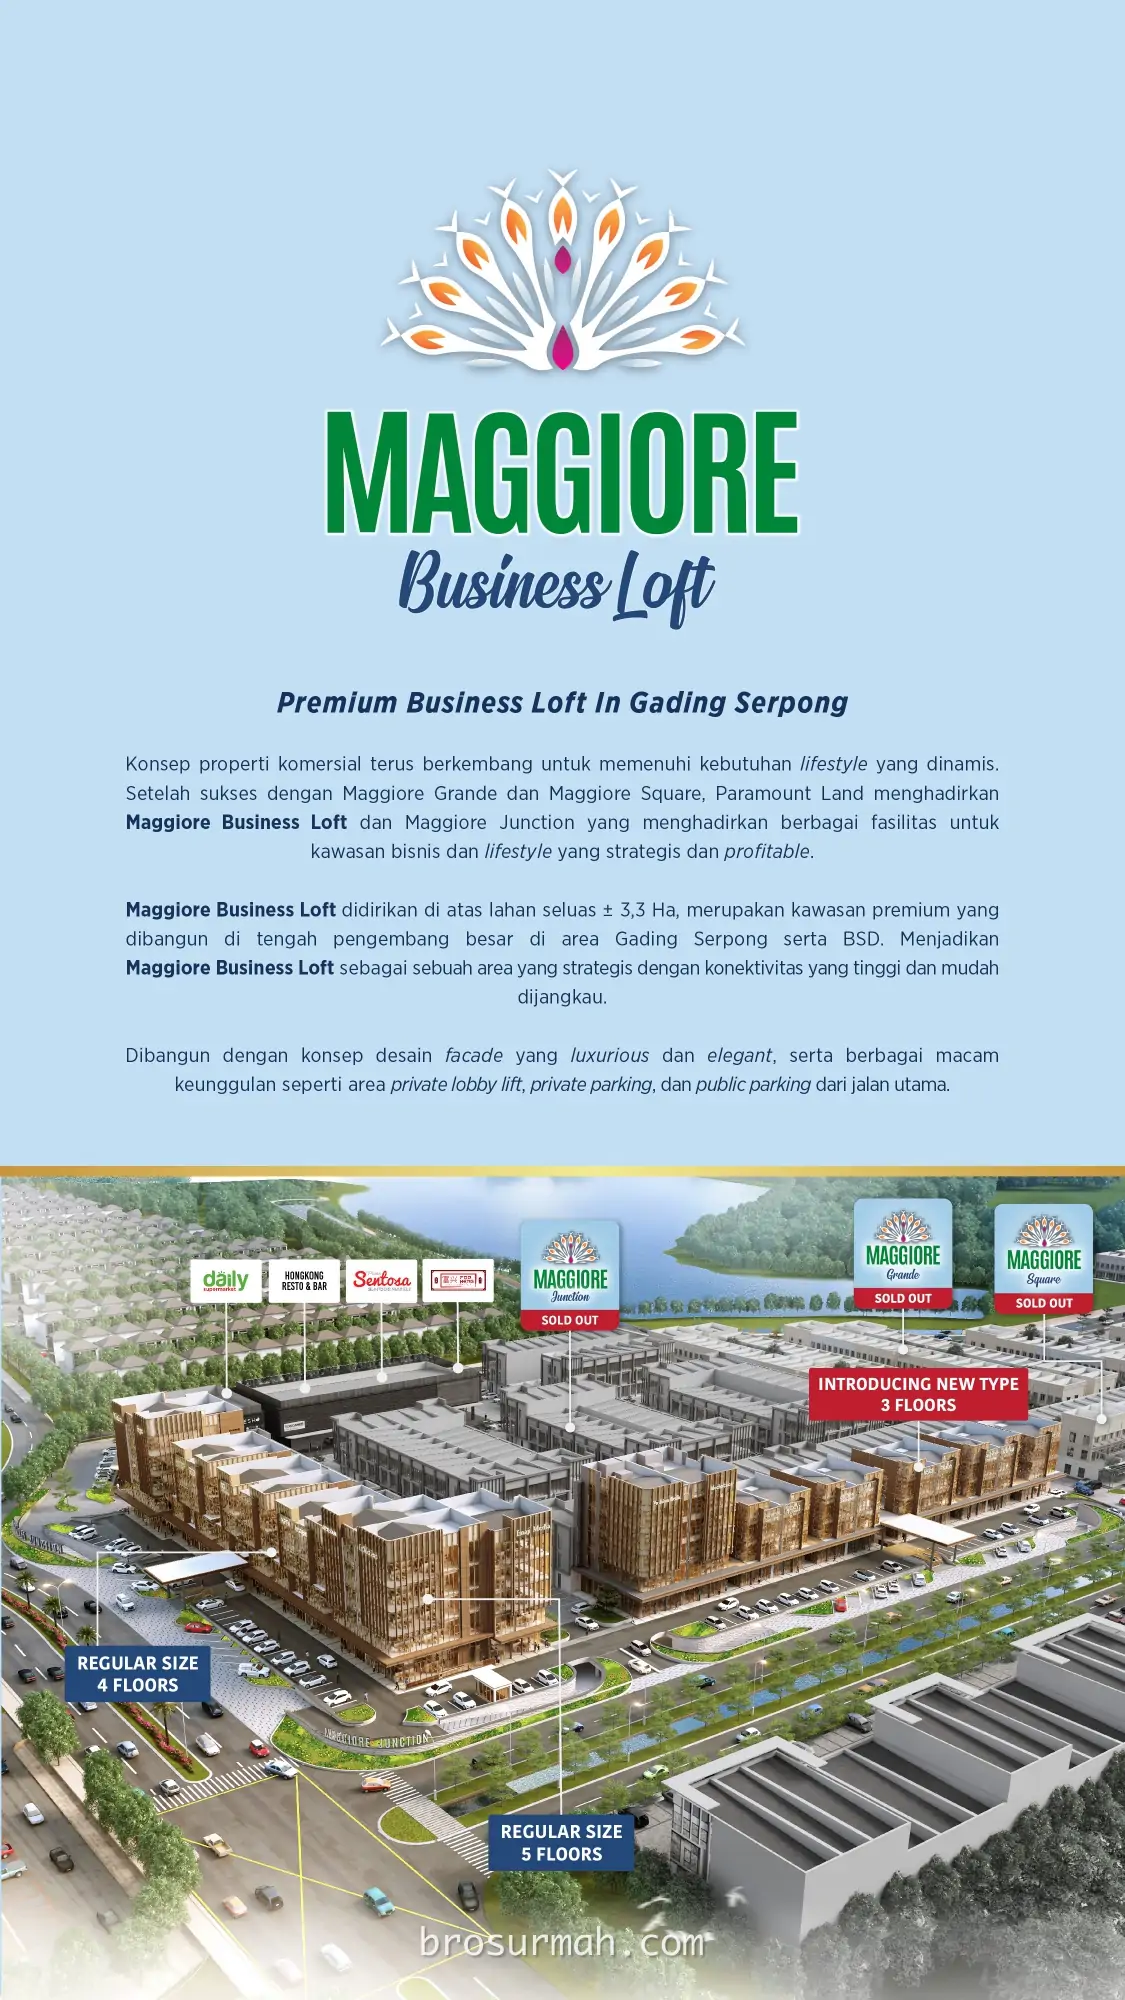 MAGGIORE
Business Loft
Premium Business Loft In Gading Serpong
Konsep properti komersial terus berkembang untuk memenuhi kebutuhan lifestyle yang dinamis.
Setelah sukses dengan Maggiore Grande dan Maggiore Square, Paramount Land menghadirkan
Maggiore Business Loft dan Maggiore Junction yang menghadirkan berbagai fasilitas untuk
kawasan bisnis dan lifestyle yang strategis dan profitable.
Maggiore Business Loft didirikan di atas lahan seluas ± 3,3 Ha, merupakan kawasan premium yang
dibangun di tengah pengembang besar di area Gading Serpong serta BSD. Menjadikan
Maggiore Business Loft sebagai sebuah area yang strategis dengan konektivitas yang tinggi dan mudah
dijangkau.
Dibangun dengan konsep desain facade yang luxurious dan elegant, serta berbagai macam
keunggulan seperti area private lobby lift, private parking, dan public parking dari jalan utama.
MAGGIORE
Grande
SOLD OUT
MAGGIORE
Square
SOLD OUT
MAGGIORE
Junction
SOLD OUT
däily
supermarket
HONGKONG
RESTO & BAR
Sentosa
INTRODUCING NEW TYPE
3 FLOORS
REGULAR SIZE
4 FLOORS
MAGGIORE JUNCTION
REGULAR SIZE
5 FLOORS
brosurmah.com